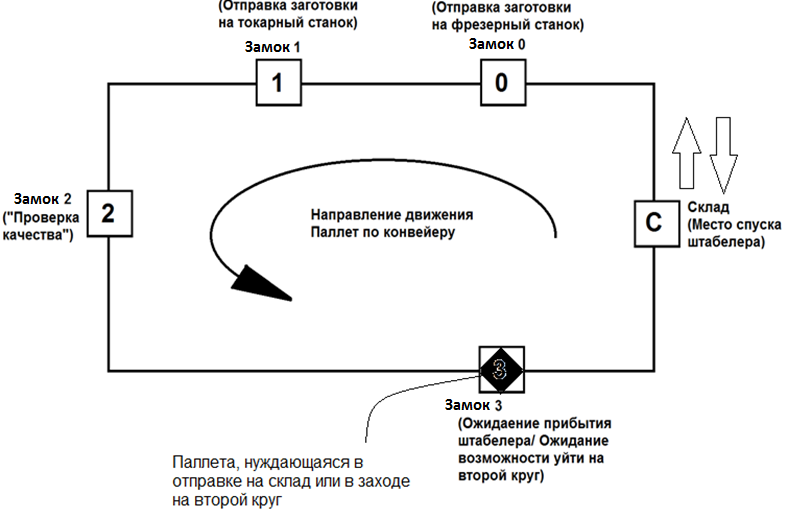 (Отправка заготовки
на токарный станок)
Замок 1
(Отправка заготовки
на фрезерный станок)
Замок 0
1
0
Замок 2
("Проверка
качества")
2
Направление движения
Паллет по конвейеру
С
Склад
(Место спуска
штабелера)
3
Замок 3
(Ожидаение прибытия
штабелера/ Ожидание
возможности уйти на
второй круг)
Паллета, нуждающаяся в
отправке на склад или в заходе
на второй круг